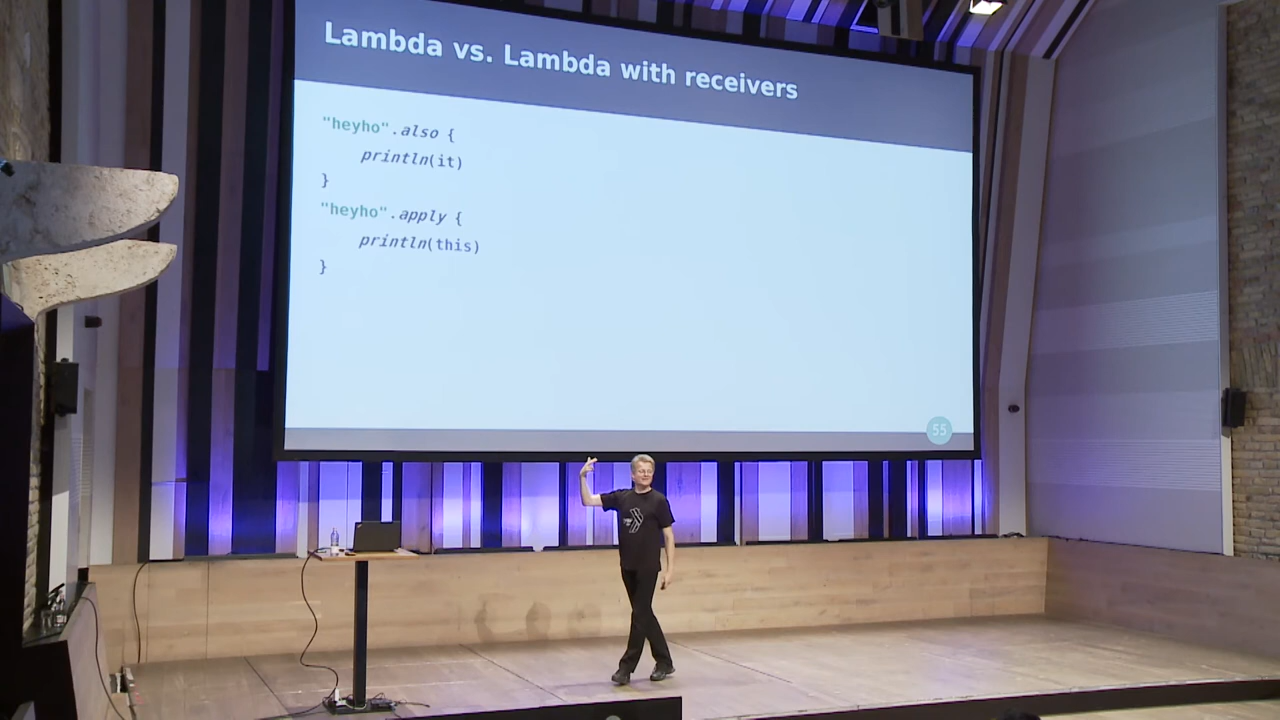 Lambda vs. Lambda with receivers
"heyho".also {
println(it)
}
"heyho".apply {
println(this)
}
55